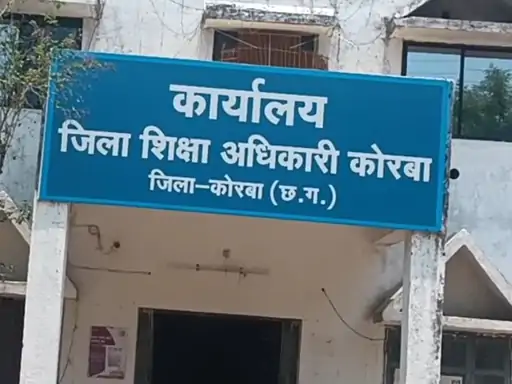 कार्यालय
जिला शिक्षा अधिकारी कोरबा
जिला–कोरबा (छ.ग.)